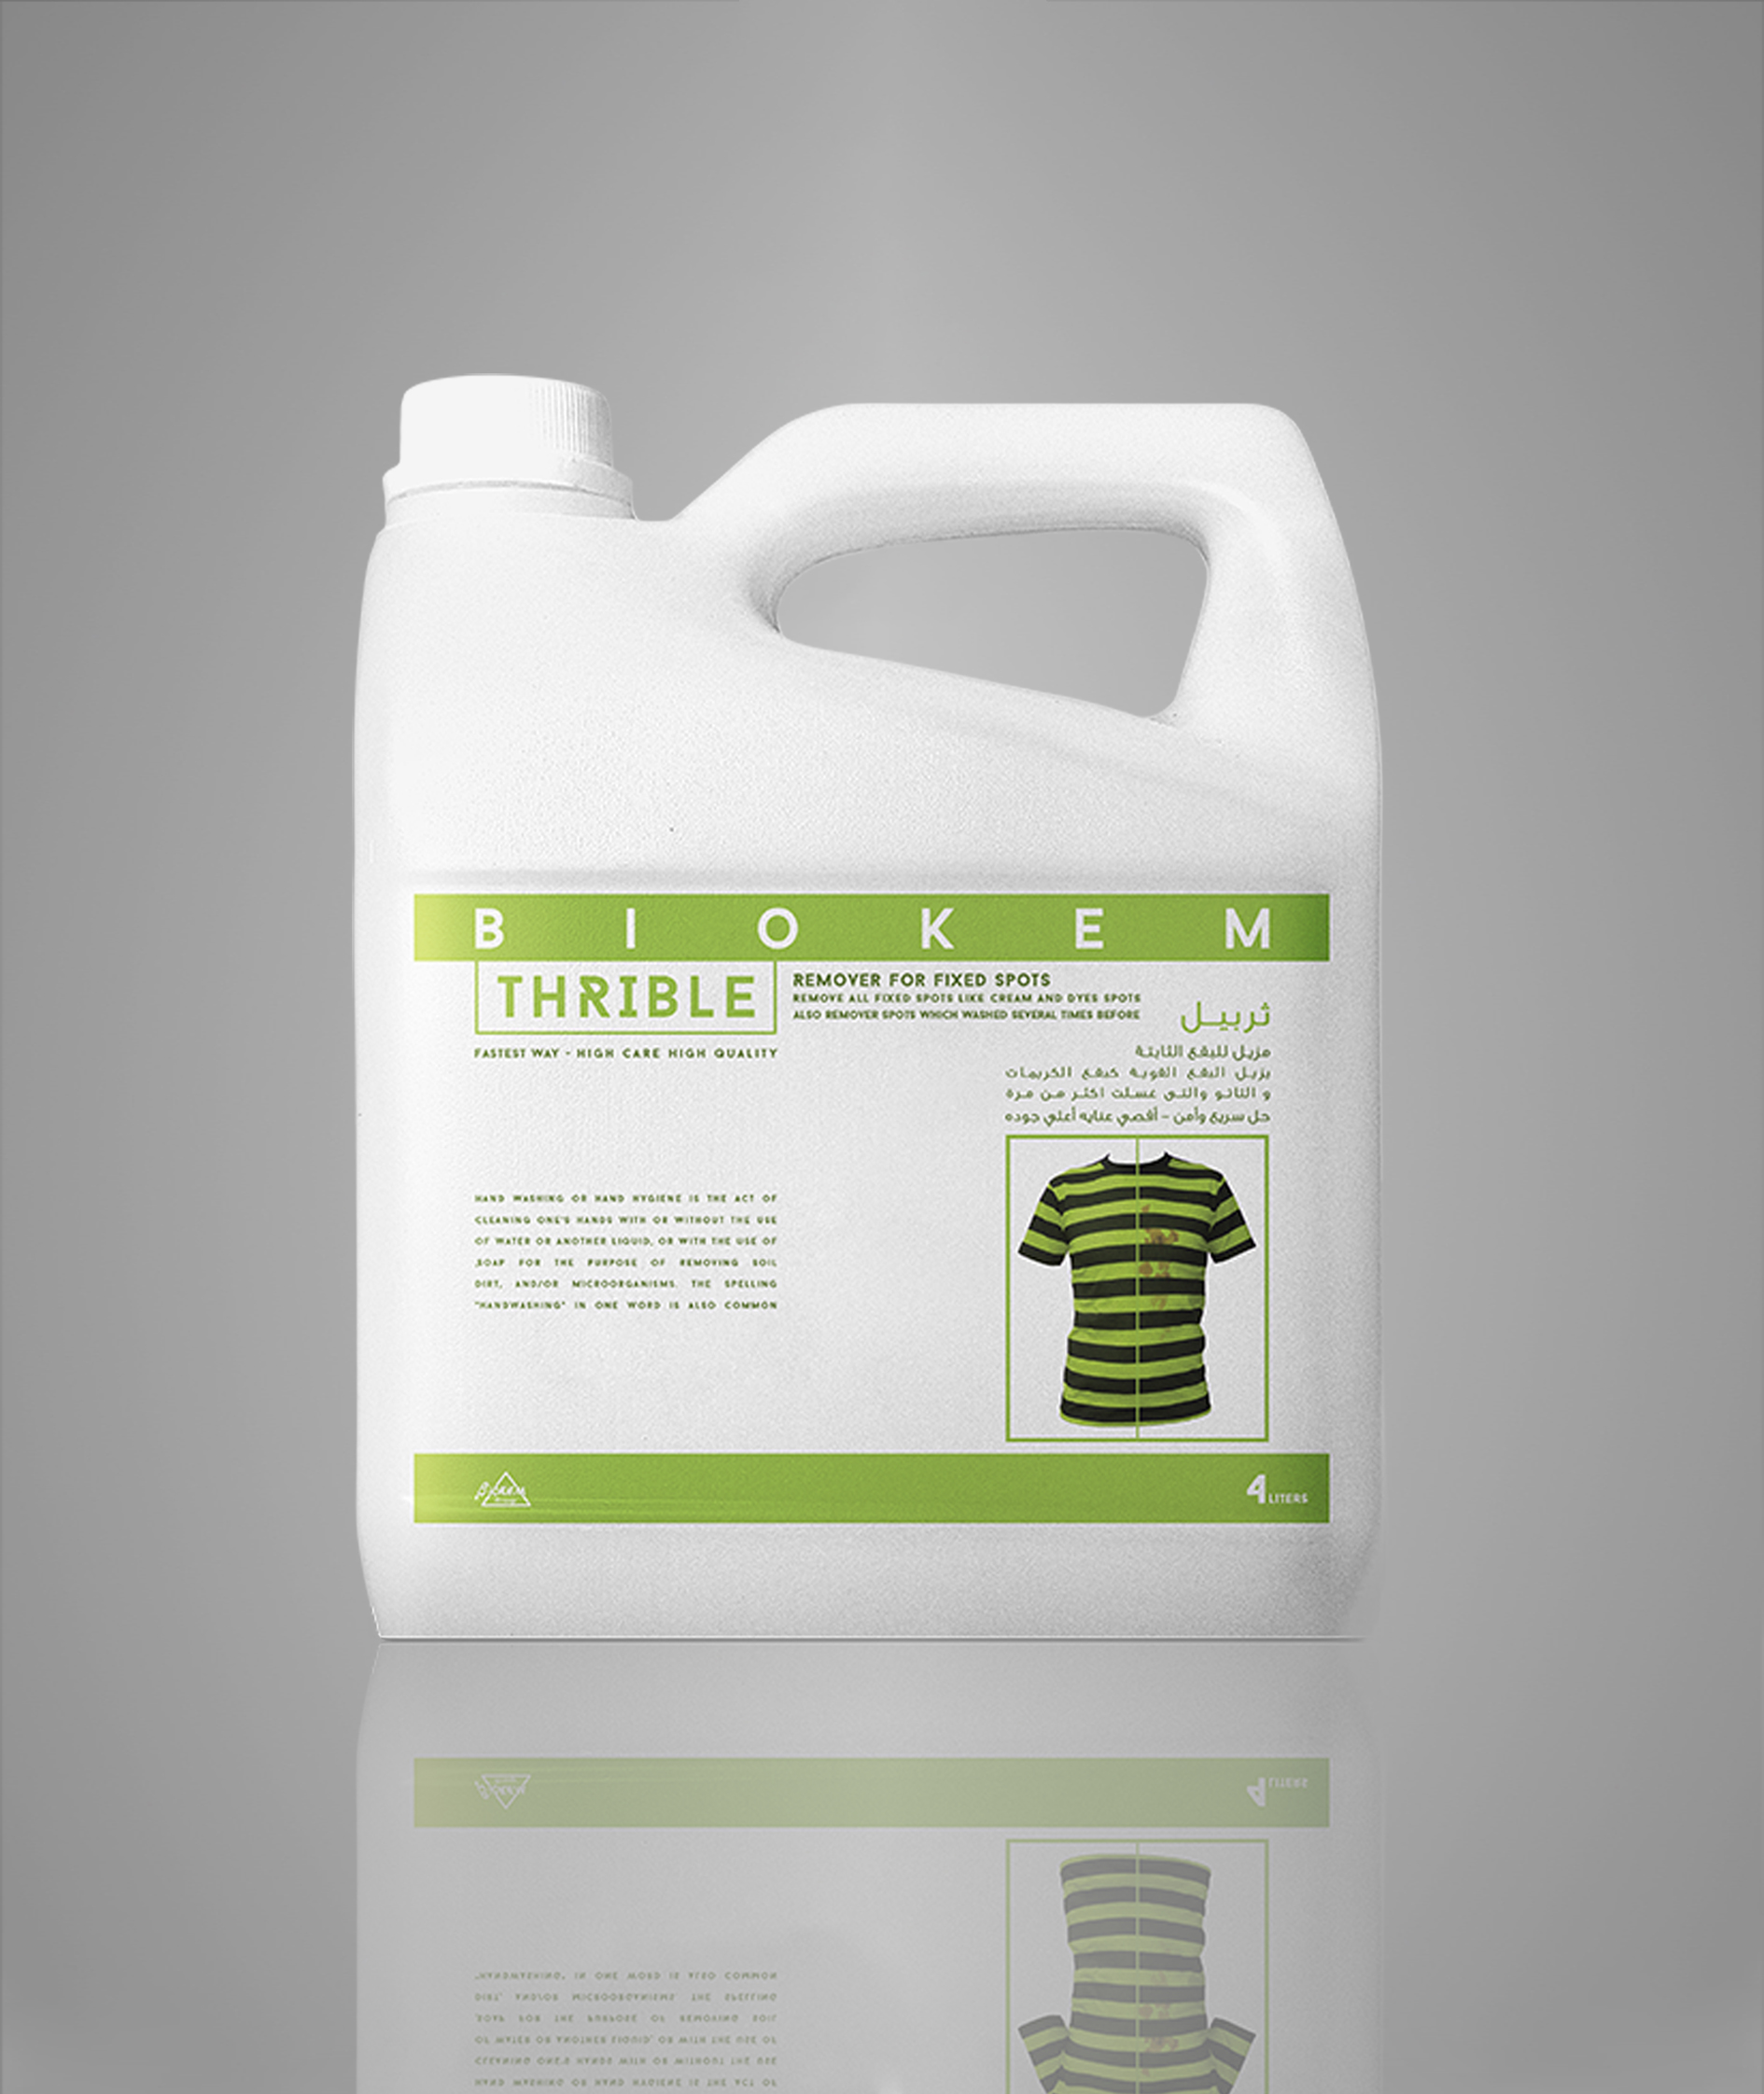 BIOKEM
THRIBLE
FASTEST WAY - HIGH CARE HIGH QUALITY
REMOVER FOR FIXED SPOTS
REMOVE ALL FIXED SPOTS LIKE CREAM AND DYES SPOTS
ALSO REMOVER SPOTS WHICH WASHED SEVERAL TIMES BEFORE
ثربيل
مزيل للبقع الثابتة
يزيل البقع القوية كبقع الكريمات
و التاتو والتى غسلت اكثر من مرة
حل سريع وأمن - أقصي عنايه أعلي جوده
HAND WASHING OR HAND HYGIENE IS THE ACT OF
CLEANING ONE'S HANDS WITH OR WITHOUT THE USE
OF WATER OR ANOTHER LIQUID, OR WITH THE USE OF
,SOAP FOR THE PURPOSE OF REMOVING SOIL
DIRT, AND/OR MICROORGANISMS. THE SPELLING
"HANDWASHING" IN ONE WORD IS ALSO COMMON
4 LITERS